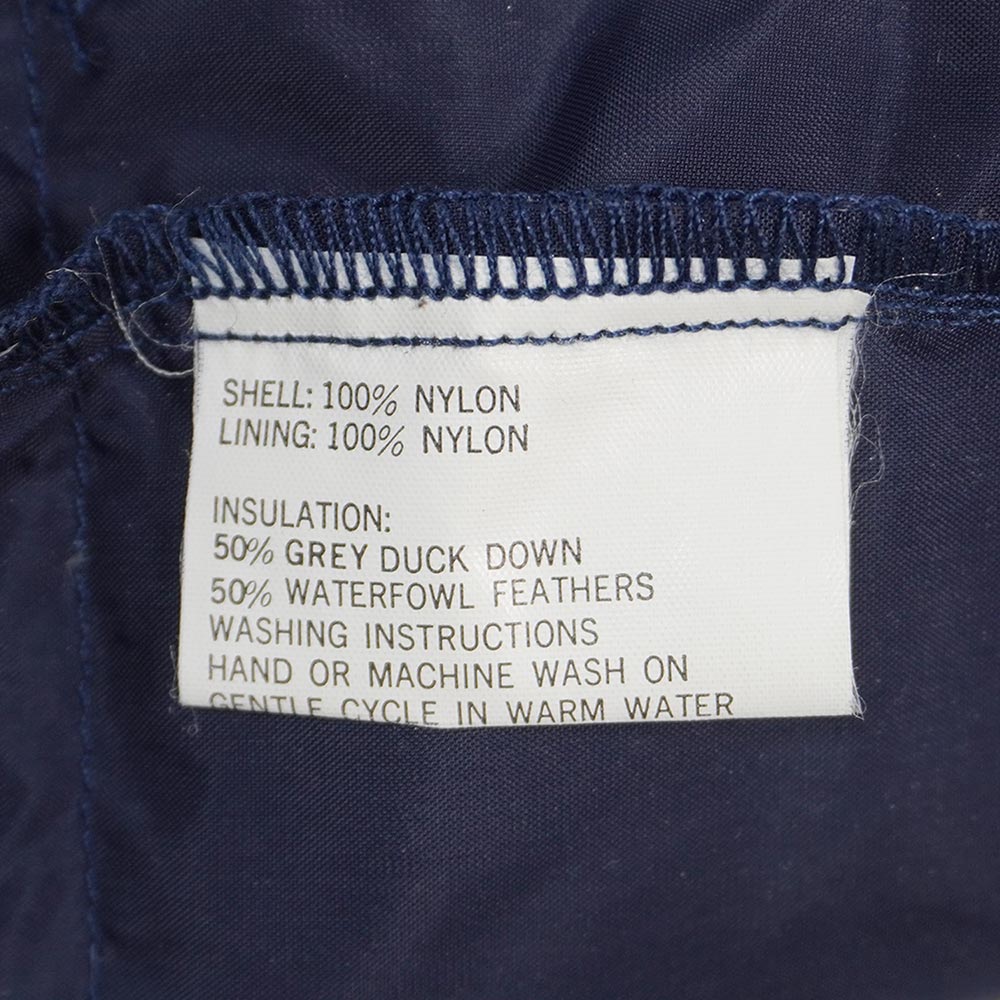 SHELL: 100% NYLON
LINING: 100% NYLON
INSULATION:
50% GREY DUCK DOWN
50% WATERFOWL FEATHERS
WASHING INSTRUCTIONS
HAND OR MACHINE WASH ON
GENTLE CYCLE IN WARM WATER